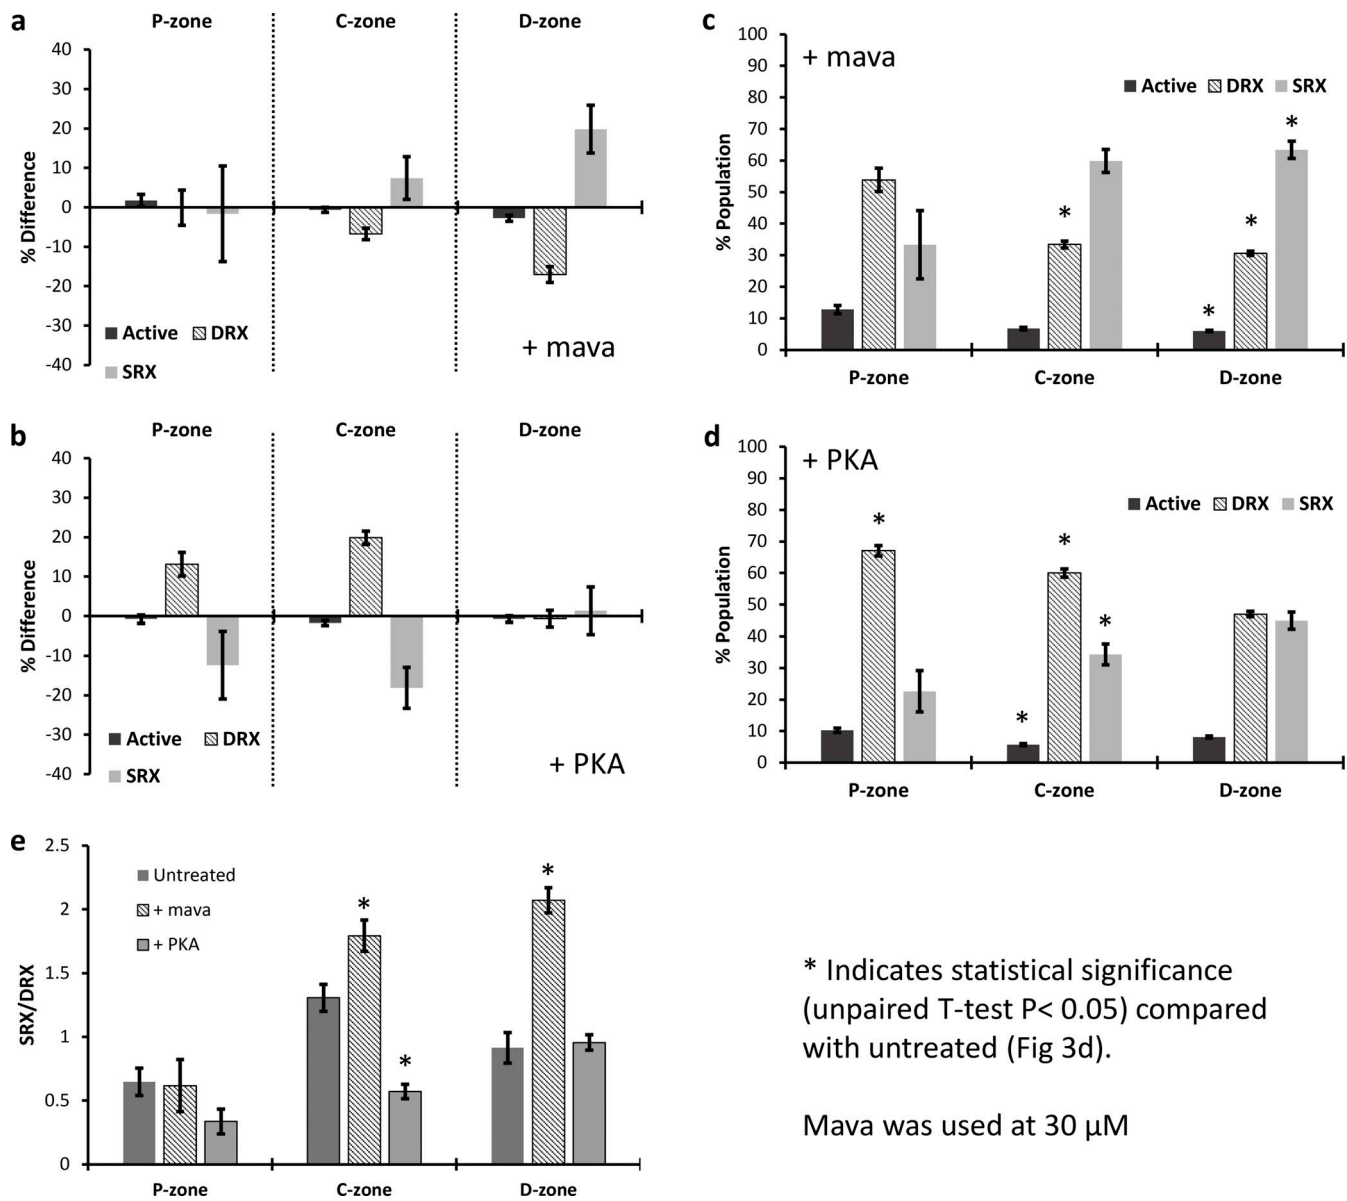 a
P-zone C-zone D-zone
% Difference
40
30
20
10
0
-10
-20
-30
-40
Active DRX
SRX
+ mava
c
+ mava
Active DRX SRX
% Population
100
90
80
70
60
50
40
30
20
10
0
* * * *
P-zone C-zone D-zone
b
P-zone C-zone D-zone
% Difference
40
30
20
10
0
-10
-20
-30
-40
Active DRX
SRX
+ PKA
d
+ PKA
Active DRX SRX
% Population
100
90
80
70
60
50
40
30
20
10
0
* * * *
P-zone C-zone D-zone
e
Untreated
+ mava
+ PKA
SRX/DRX
2.5
2
1.5
1
0.5
0
* * *
P-zone C-zone D-zone
* Indicates statistical significance
(unpaired T-test P< 0.05) compared
with untreated (Fig 3d).
Mava was used at 30 µM